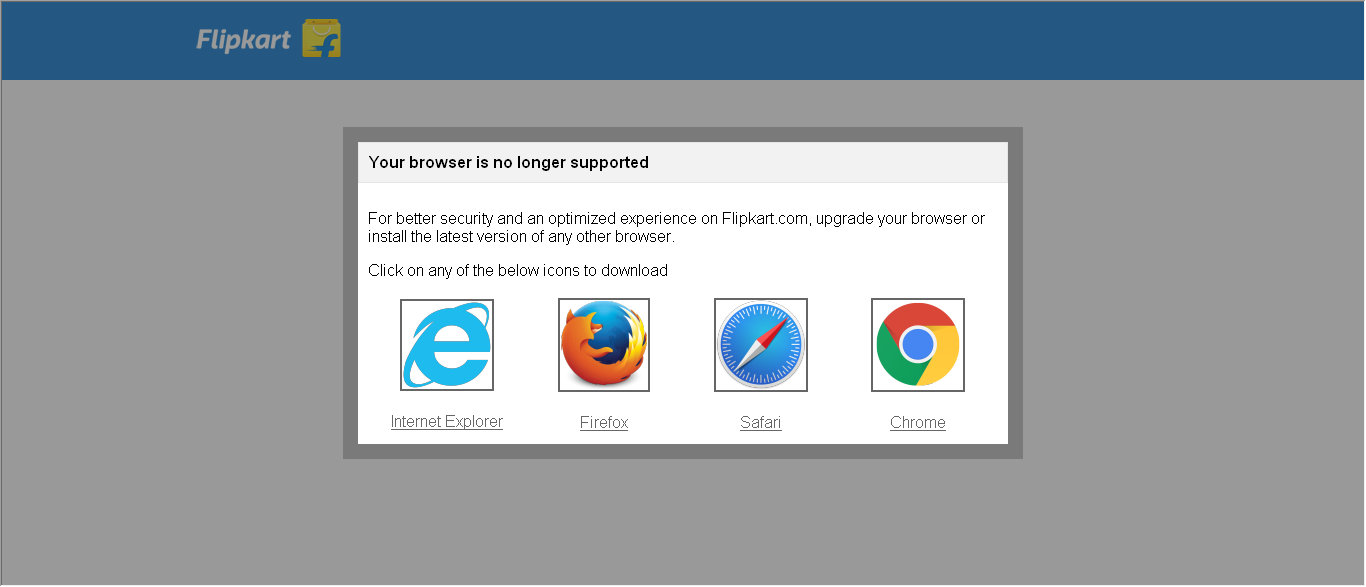 Flipkart
Your browser is no longer supported
For better security and an optimized experience on Flipkart.com, upgrade your browser or
install the latest version of any other browser.
Click on any of the below icons to download
Internet Explorer
Firefox
Safari
Chrome